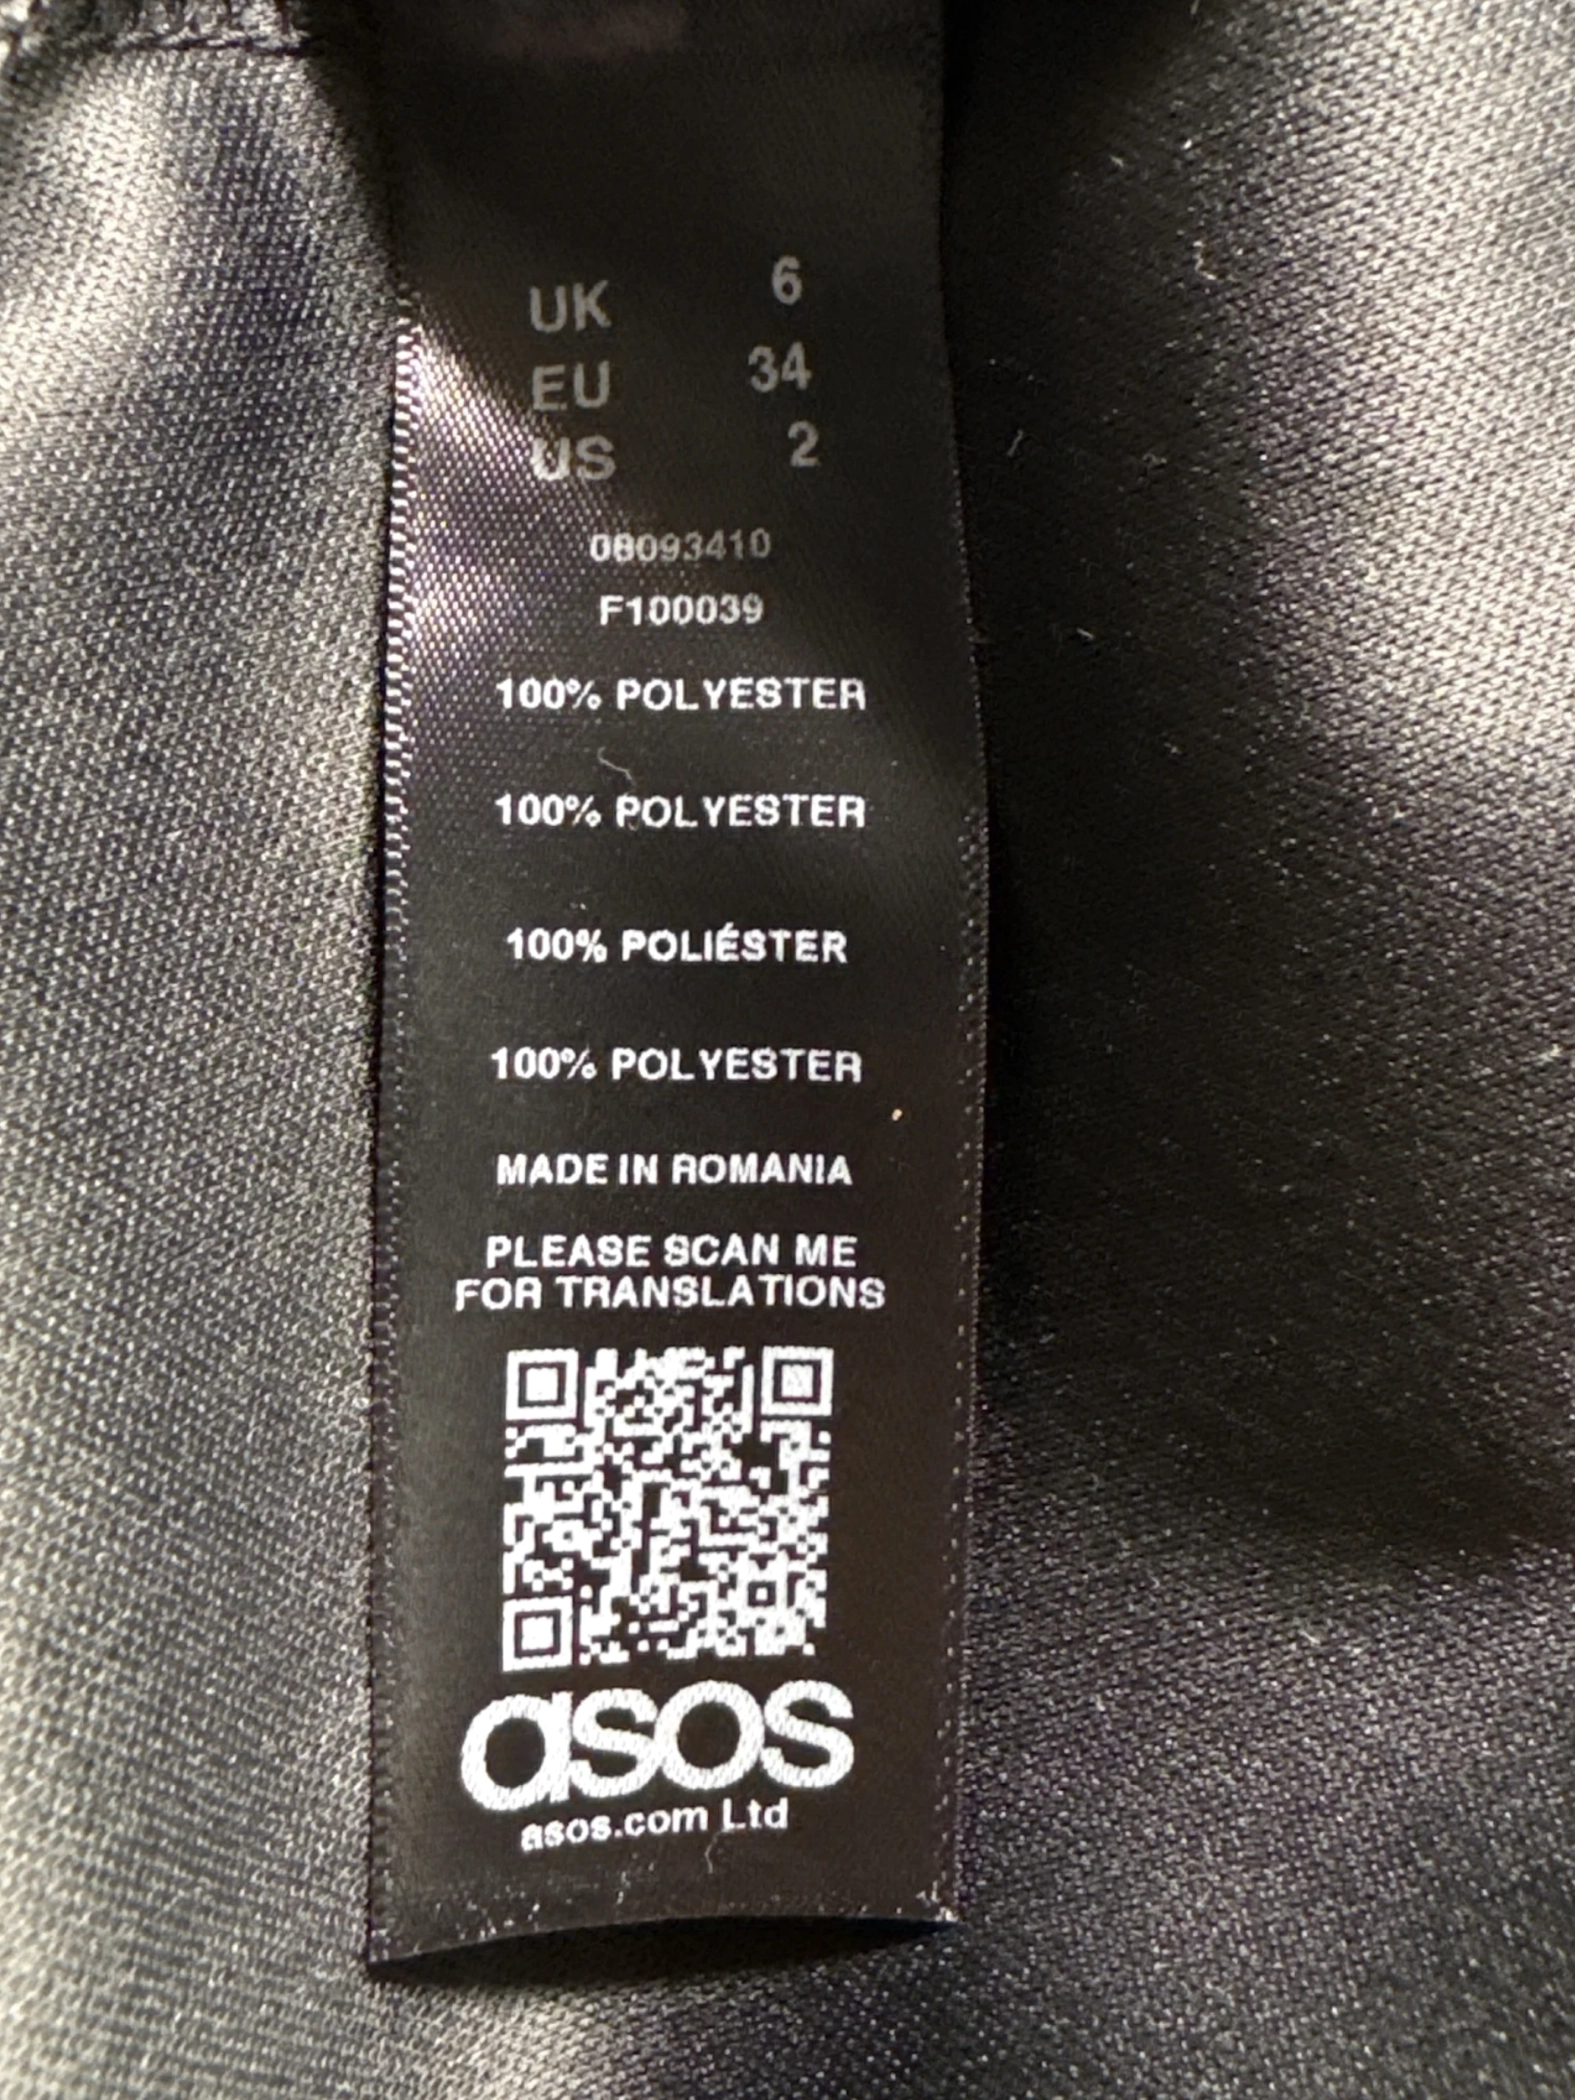 UK 6
EU 34
US 2
08093410
F100039
100% POLYESTER
100% POLYESTER
100% POLIÉSTER
100% POLYESTER
MADE IN ROMANIA
PLEASE SCAN ME
FOR TRANSLATIONS
asos
asos.com Ltd